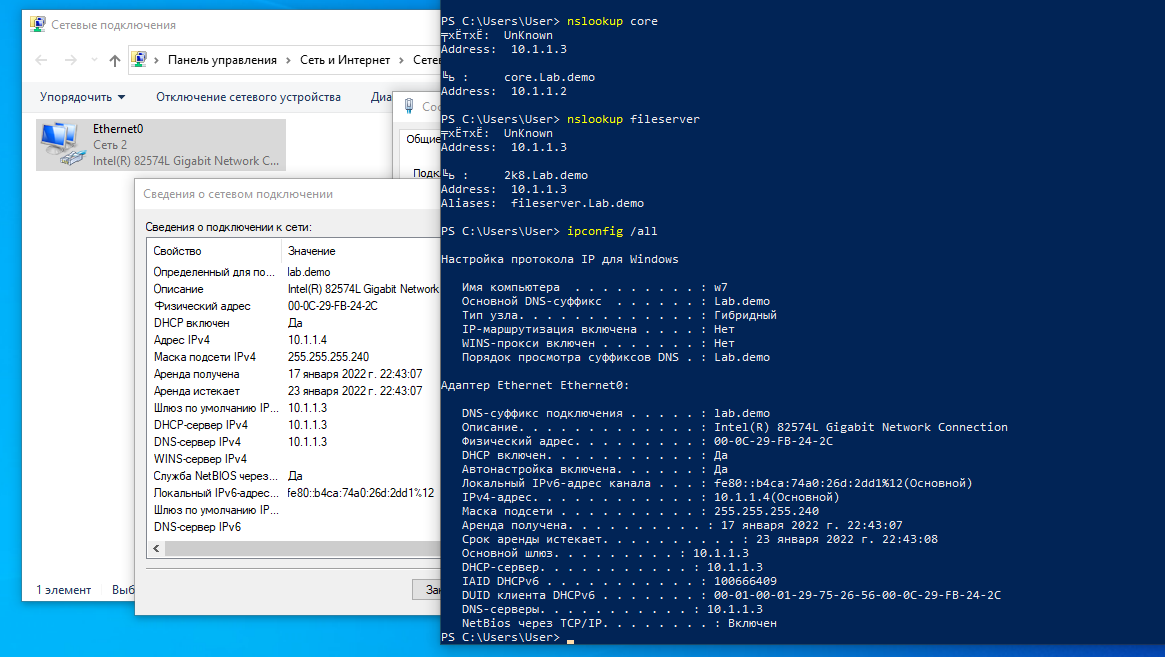 Сетевые подключения
Панель управления › Сеть и Интернет › Сете
Упорядочить Отключение сетевого устройства Диа
Ethernet0
Сеть 2
Intel(R) 82574L Gigabit Network C...
Сос
Общие
Подк
Сведения о сетевом подключении
Сведения о подключении к сети:
Свойство Значение
Определенный для по... lab.demo
Описание Intel(R) 82574L Gigabit Network
Физический адрес 00-0C-29-FB-24-2C
DHCP включен Да
Адрес IPv4 10.1.1.4
Маска подсети IPv4 255.255.255.240
Аренда получена 17 января 2022 г. 22:43:07
Аренда истекает 23 января 2022 г. 22:43:07
Шлюз по умолчанию IP... 10.1.1.3
DHCP-сервер IPv4 10.1.1.3
DNS-сервер IPv4 10.1.1.3
WINS-сервер IPv4
Служба NetBIOS через... Да
Локальный IPv6-адрес... fe80::b4ca:74a0:26d:2dd1%12
Шлюз по умолчанию IP...
DNS-сервер IPv6
За
1 элемент Выб
PS C:\Users\User> nslookup core
╤хЁтхЁ:  UnKnown
Address:  10.1.1.3
╚ь :     core.Lab.demo
Address:  10.1.1.2
PS C:\Users\User> nslookup fileserver
╤хЁтхЁ:  UnKnown
Address:  10.1.1.3
╚ь :     2k8.Lab.demo
Address:  10.1.1.3
Aliases:  fileserver.Lab.demo
PS C:\Users\User> ipconfig /all
Настройка протокола IP для Windows
Имя компьютера  . . . . . . . . . : w7
Основной DNS-суффикс  . . . . . . : Lab.demo
Тип узла. . . . . . . . . . . . . : Гибридный
IP-маршрутизация включена . . . . : Нет
WINS-прокси включен . . . . . . . : Нет
Порядок просмотра суффиксов DNS . : Lab.demo
Адаптер Ethernet Ethernet0:
DNS-суффикс подключения . . . . . : lab.demo
Описание. . . . . . . . . . . . . : Intel(R) 82574L Gigabit Network Connection
Физический адрес. . . . . . . . . : 00-0C-29-FB-24-2C
DHCP включен. . . . . . . . . . . : Да
Автонастройка включена. . . . . . : Да
Локальный IPv6-адрес канала . . . : fe80::b4ca:74a0:26d:2dd1%12(Основной)
IPv4-адрес. . . . . . . . . . . . : 10.1.1.4(Основной)
Маска подсети . . . . . . . . . . : 255.255.255.240
Аренда получена. . . . . . . . . . : 17 января 2022 г. 22:43:07
Срок аренды истекает. . . . . . . . . . : 23 января 2022 г. 22:43:08
Основной шлюз. . . . . . . . . : 10.1.1.3
DHCP-сервер. . . . . . . . . . . : 10.1.1.3
IAID DHCPv6 . . . . . . . . . . . : 100666409
DUID клиента DHCPv6 . . . . . . . : 00-01-00-01-29-75-26-56-00-0C-29-FB-24-2C
DNS-серверы. . . . . . . . . . . : 10.1.1.3
NetBios через TCP/IP. . . . . . . . : Включен
PS C:\Users\User>